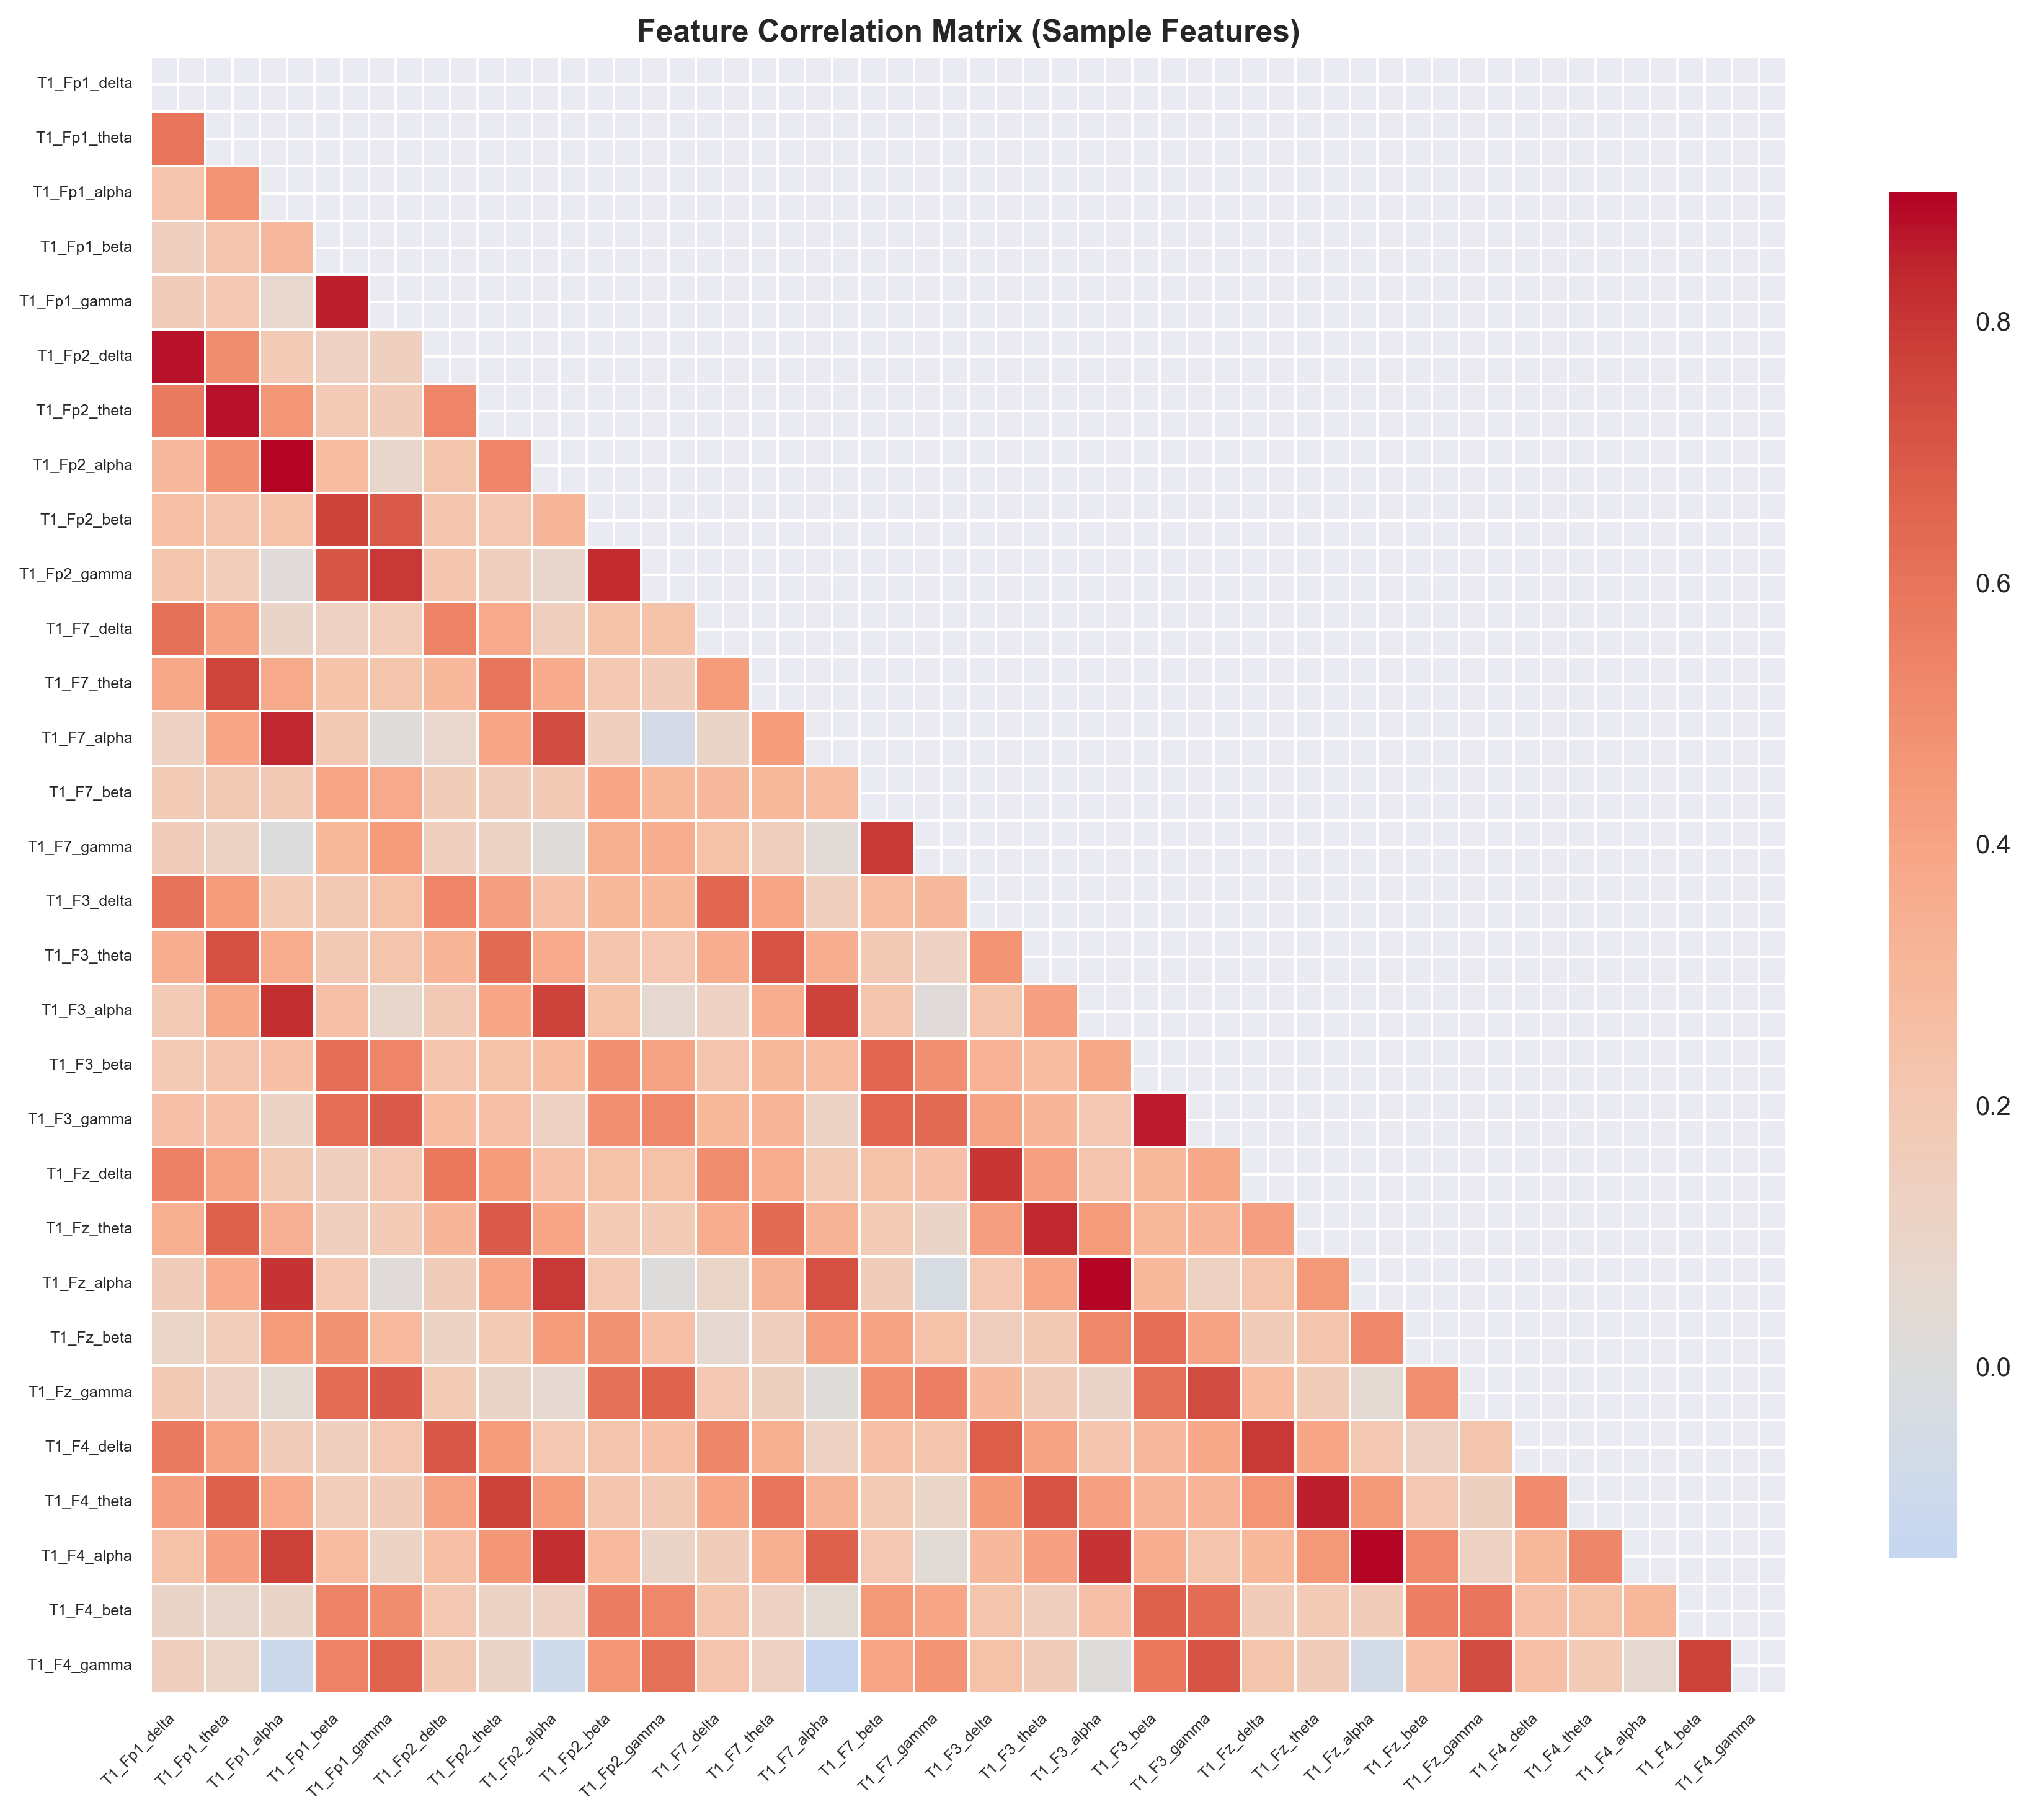 Feature Correlation Matrix (Sample Features)
T1_Fp1_delta
T1_Fp1_theta
T1_Fp1_alpha
T1_Fp1_beta
T1_Fp1_gamma
T1_Fp2_delta
T1_Fp2_theta
T1_Fp2_alpha
T1_Fp2_beta
T1_Fp2_gamma
T1_F7_delta
T1_F7_theta
T1_F7_alpha
T1_F7_beta
T1_F7_gamma
T1_F3_delta
T1_F3_theta
T1_F3_alpha
T1_F3_beta
T1_F3_gamma
T1_Fz_delta
T1_Fz_theta
T1_Fz_alpha
T1_Fz_beta
T1_Fz_gamma
T1_F4_delta
T1_F4_theta
T1_F4_alpha
T1_F4_beta
T1_F4_gamma
T1_Fp1_delta
T1_Fp1_theta
T1_Fp1_alpha
T1_Fp1_beta
T1_Fp1_gamma
T1_Fp2_delta
T1_Fp2_theta
T1_Fp2_alpha
T1_Fp2_beta
T1_Fp2_gamma
T1_F7_delta
T1_F7_theta
T1_F7_alpha
T1_F7_beta
T1_F7_gamma
T1_F3_delta
T1_F3_theta
T1_F3_alpha
T1_F3_beta
T1_F3_gamma
T1_Fz_delta
T1_Fz_theta
T1_Fz_alpha
T1_Fz_beta
T1_Fz_gamma
T1_F4_delta
T1_F4_theta
T1_F4_alpha
T1_F4_beta
T1_F4_gamma
0.8
0.6
0.4
0.2
0.0